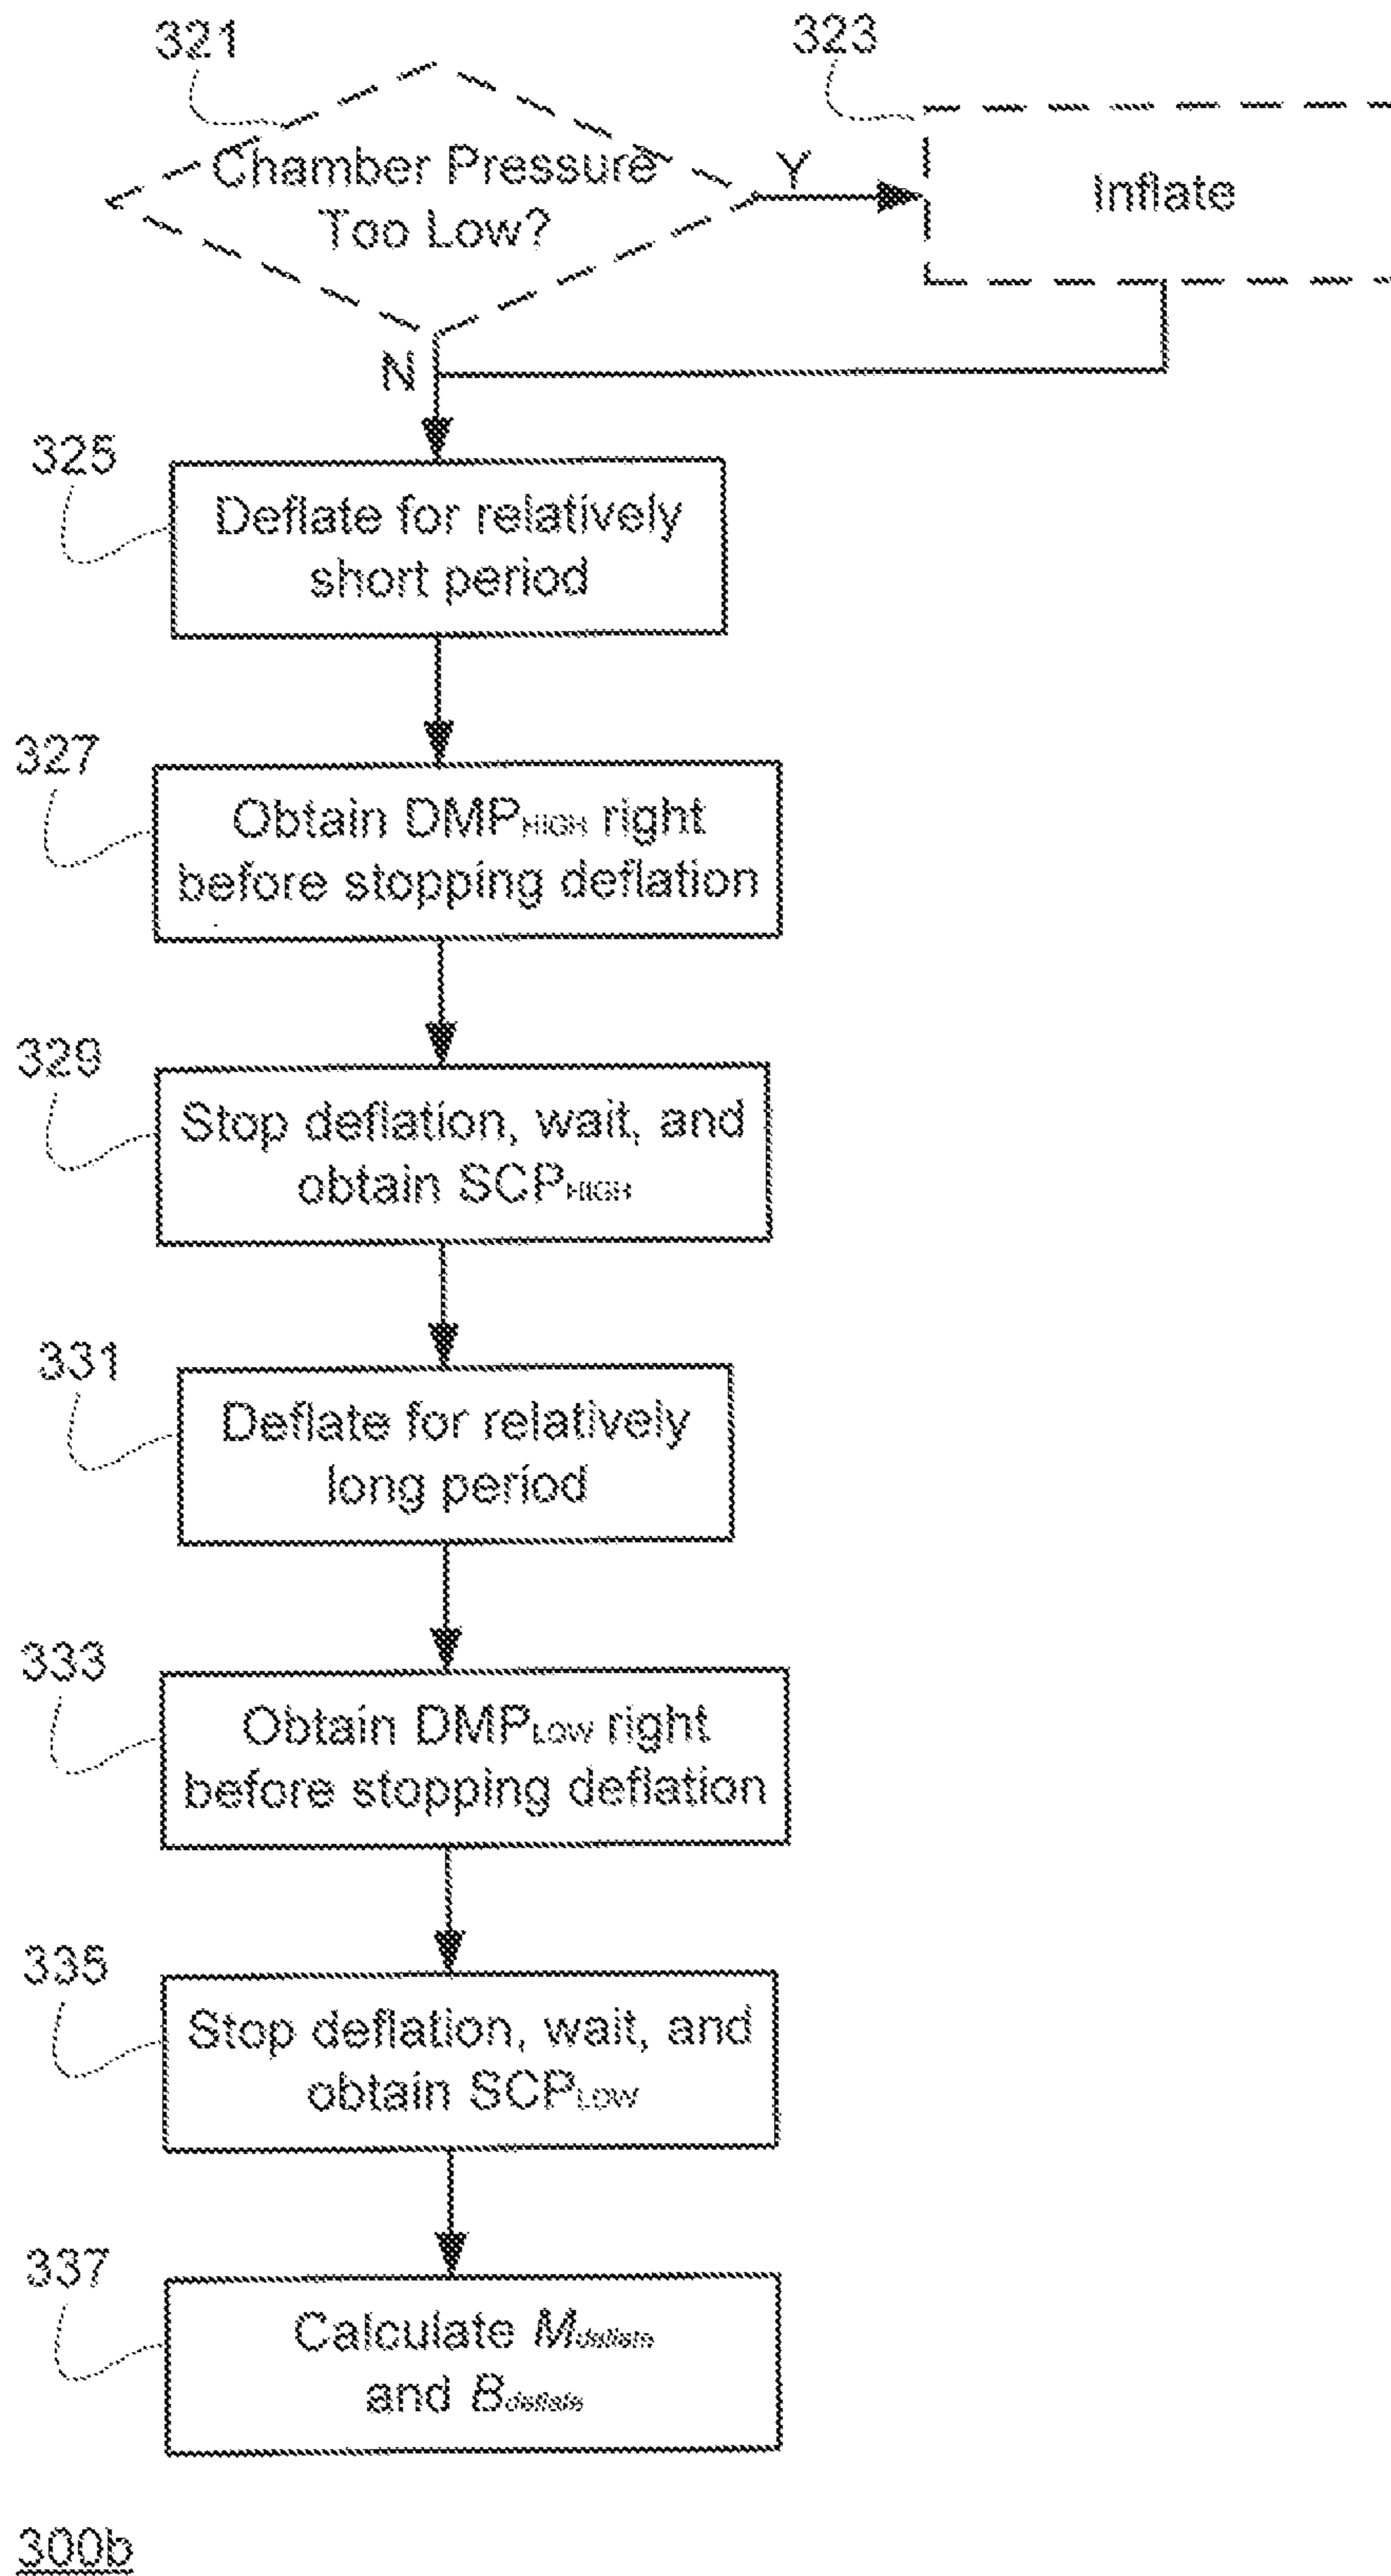 321
323
Chamber Pressure
Too Low?
Y
Inflate
N
325
Deflate for relatively
short period
327
Obtain DMPHIGH right
before stopping deflation
329
Stop deflation, wait, and
obtain SCPHIGH
331
Deflate for relatively
long period
333
Obtain DMPLOW right
before stopping deflation
335
Stop deflation, wait, and
obtain SCPLOW
337
Calculate Mdeflate
and Bdeflate
300b